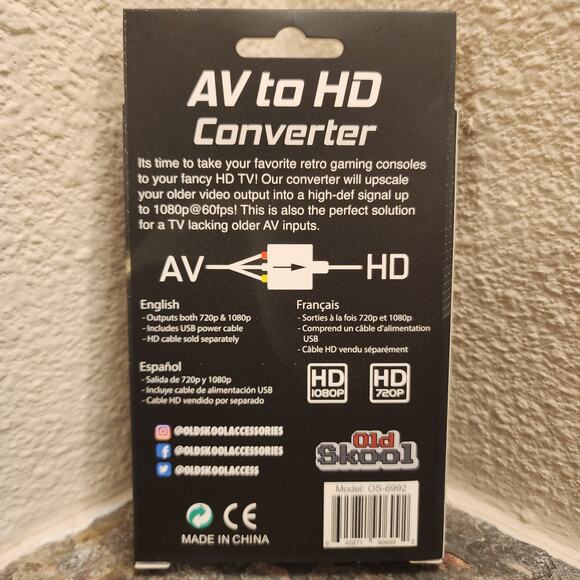 AV to HD
Converter
Its time to take your favorite retro gaming consoles
to your fancy HD TV! Our converter will upscale
your older video output into a high-def signal up
to 1080p@60fps! This is also the perfect solution
for a TV lacking older AV inputs.
AV HD
English
- Outputs both 720p & 1080p
- Includes USB power cable
- HD cable sold separately
Français
- Sorties à la fois 720p et 1080p
- Comprend un câble d'alimentation
USB
- Câble HD vendu séparément
Español
- Salida de 720p y 1080p
- Incluye cable de alimentación USB
- Cable HD vendido por separado
HD
1080P
HD
720P
@OLDSKOOLACCESSORIES
@OLDSKOOLACCESSORIES
@OLDSKOOLACCESS
Old
Skool
CE
MADE IN CHINA
Model: OS-6992